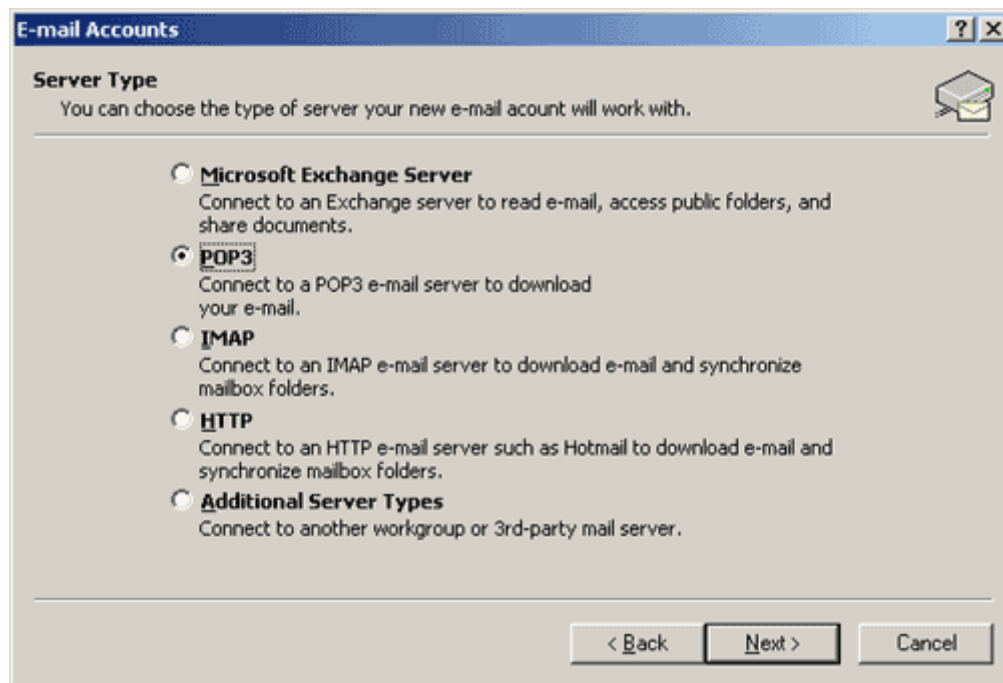 E-mail Accounts
Server Type
You can choose the type of server your new e-mail acount will work with.
Microsoft Exchange Server
Connect to an Exchange server to read e-mail, access public folders, and
share documents.
POP3
Connect to a POP3 e-mail server to download
your e-mail.
IMAP
Connect to an IMAP e-mail server to download e-mail and synchronize
mailbox folders.
HTTP
Connect to an HTTP e-mail server such as Hotmail to download e-mail and
synchronize mailbox folders.
Additional Server Types
Connect to another workgroup or 3rd-party mail server.
< Back Next > Cancel